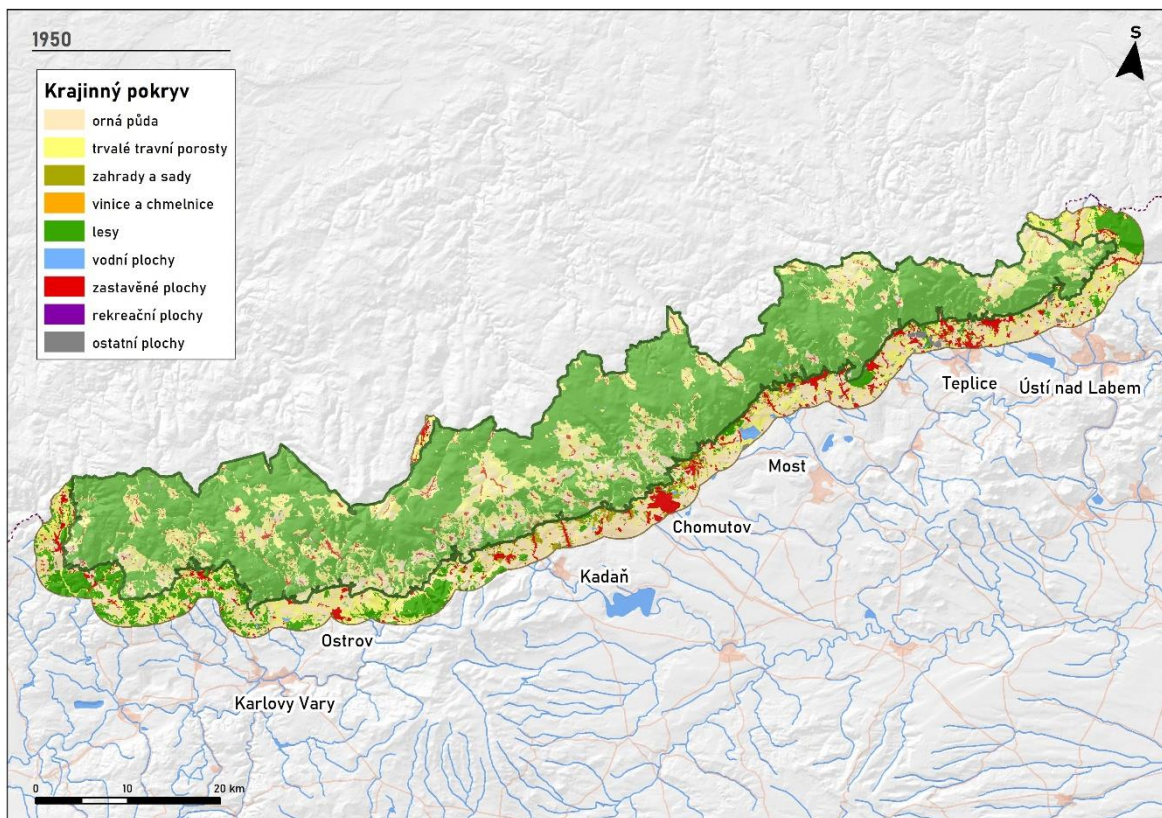 1950
S
Krajinný pokryv
orná půda
trvalé travní porosty
zahrady a sady
vinice a chmelnice
lesy
vodní plochy
zastavěné plochy
rekreační plochy
ostatní plochy
Teplice
Ústí nad Labem
Most
Chomutov
Kadaň
Ostrov
Karlovy Vary
0 10 20 km